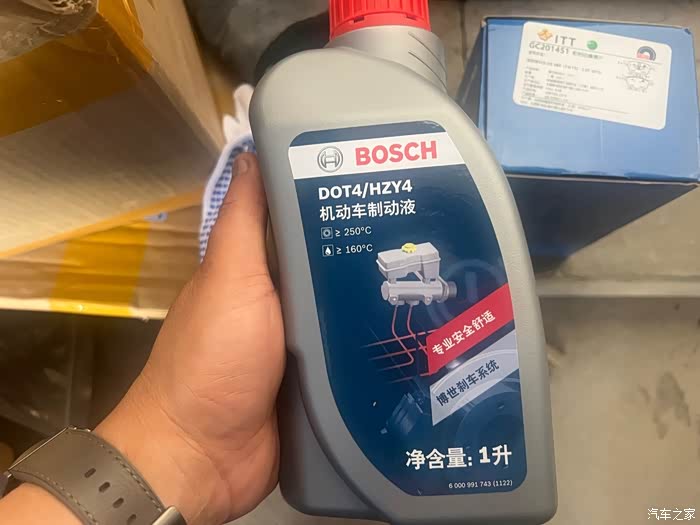 BOSCH
DOT4/HZY4
机动车制动液
≥ 250°C
≥ 160°C
专业安全舒适
博世刹车系统
净含量: 1升
6 000 991 743 (1122)
ITT
GC201451
汽车之家